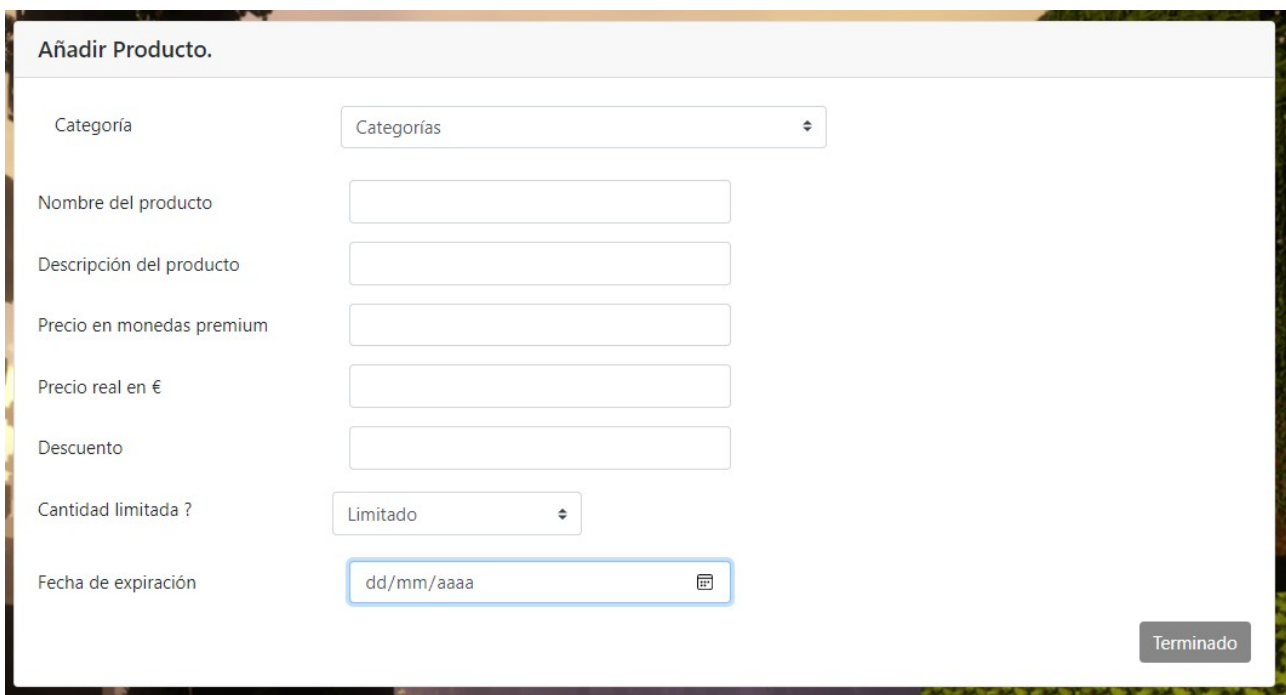 Añadir Producto.
Categoría Categorías
Nombre del producto
Descripción del producto
Precio en monedas premium
Precio real en €
Descuento
Cantidad limitada ? Limitado
Fecha de expiración dd/mm/aaaa
Terminado